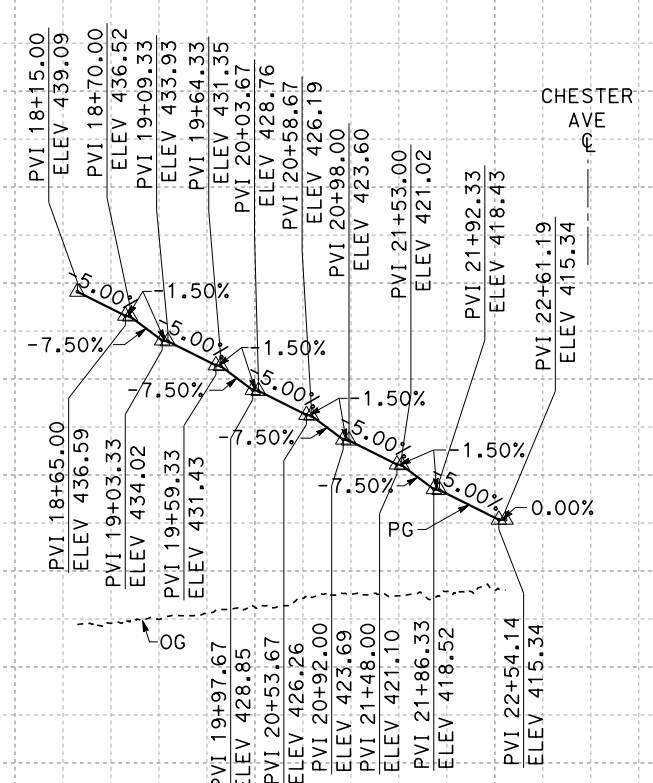 PVI 18+15.00
ELEV 439.09
PVI 18+70.00
ELEV 436.52
PVI 19+09.33
ELEV 433.93
PVI 19+64.33
ELEV 431.35
PVI 20+03.67
ELEV 428.76
PVI 20+58.67
ELEV 426.19
PVI 20+98.00
ELEV 423.60
PVI 21+53.00
ELEV 421.02
PVI 21+92.33
ELEV 418.43
PVI 22+61.19
ELEV 415.34
CHESTER
AVE
℄
-5.00%
-1.50%
-7.50%
-5.00%
-1.50%
-7.50%
-5.00%
-1.50%
-7.50%
-5.00%
-1.50%
-7.50%
-5.00%
0.00%
PG
OG
PVI 18+65.00
ELEV 436.59
PVI 19+03.33
ELEV 434.02
PVI 19+59.33
ELEV 431.43
PVI 19+97.67
ELEV 428.85
PVI 20+53.67
ELEV 426.26
PVI 20+92.00
ELEV 423.69
PVI 21+48.00
ELEV 421.10
PVI 21+86.33
ELEV 418.52
PVI 22+54.14
ELEV 415.34